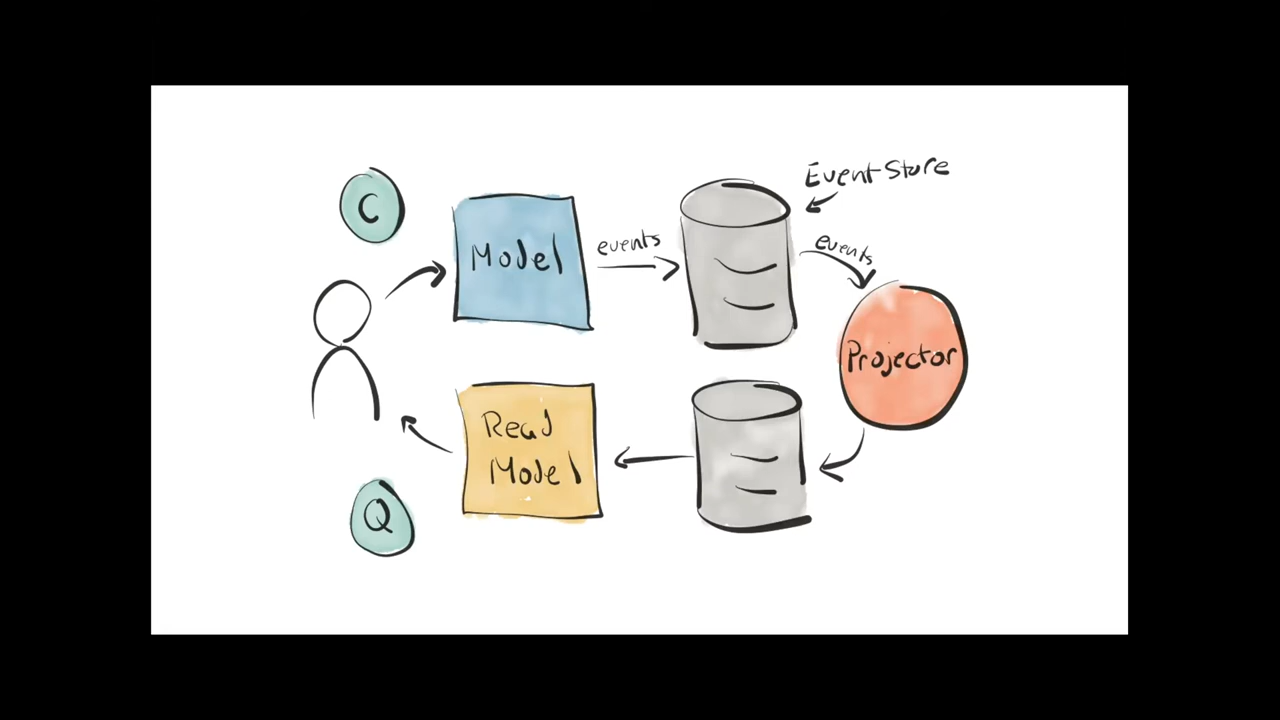 C
Model
events
Event Store
events
Projector
Read
Model
Q